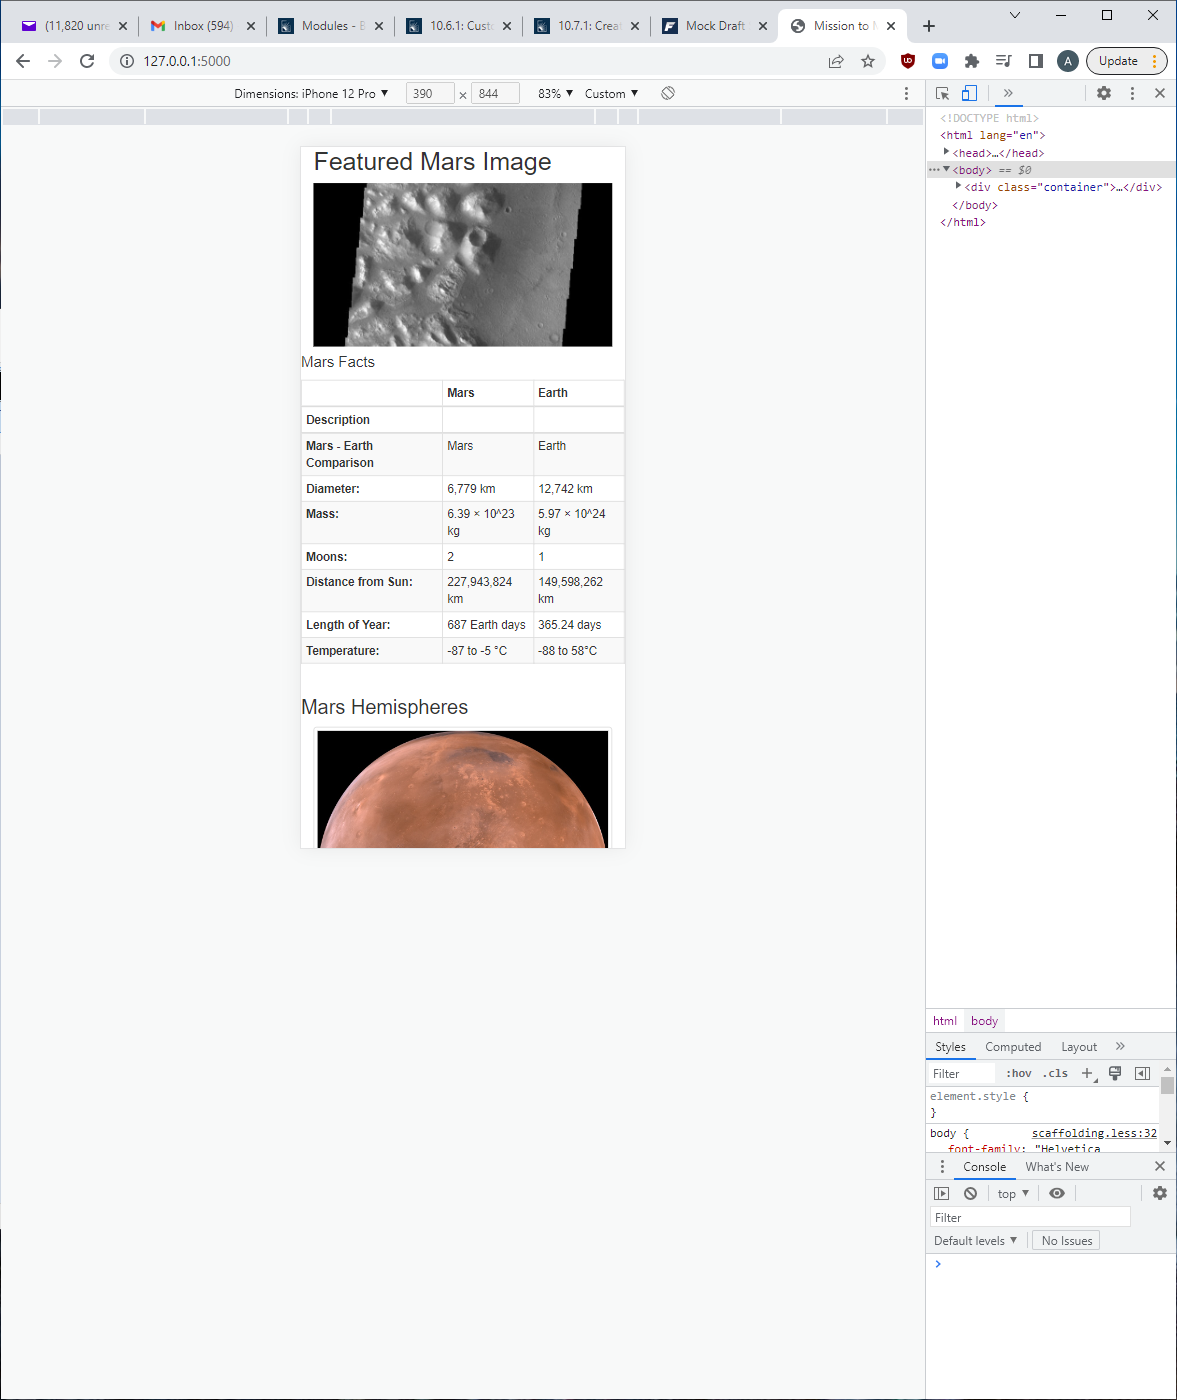 (11,820 unre
Inbox (594)
Modules - B
10.6.1: Cust
10.7.1: Creat
Mock Draft
Mission to M
127.0.0.1:5000
A
Update
Dimensions: iPhone 12 Pro
390 × 844
83%
Custom
Featured Mars Image
Mars Facts
Mars Earth
Description
Mars - Earth Comparison Mars Earth
Diameter: 6,779 km 12,742 km
Mass: 6.39 × 10^23 kg 5.97 × 10^24 kg
Moons: 2 1
Distance from Sun: 227,943,824 km 149,598,262 km
Length of Year: 687 Earth days 365.24 days
Temperature: -87 to -5 °C -88 to 58°C
Mars Hemispheres
<!DOCTYPE html>
<html lang="en">
<head>…</head>
<body> == $0
<div class="container">…</div>
</body>
</html>
html body
Styles Computed Layout
Filter :hov .cls
element.style {
}
body { scaffolding.less:32
font-family: "Helvetica
Console What's New
top
Filter
Default levels No Issues